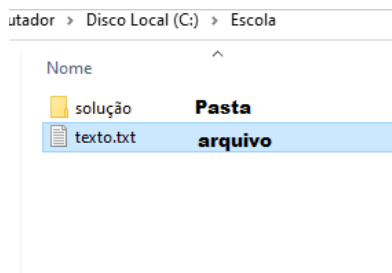 utador > Disco Local (C:) > Escola
Nome
solução Pasta
texto.txt arquivo